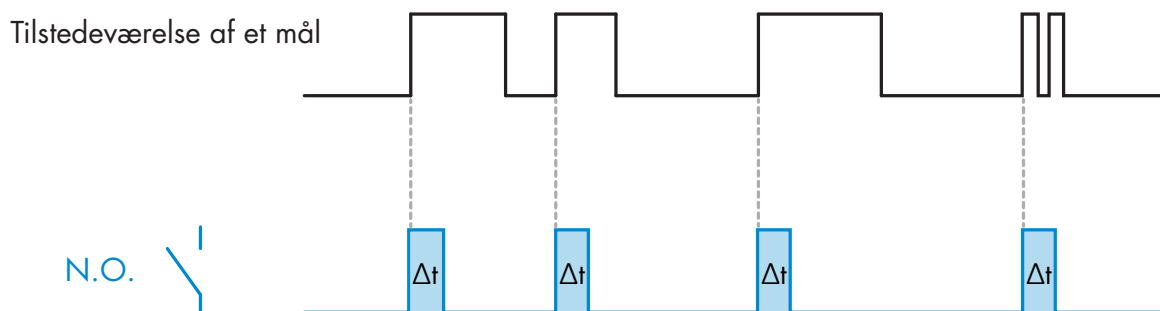 Tilstedeværelse af et mål
N.O.
Δt Δt Δt Δt